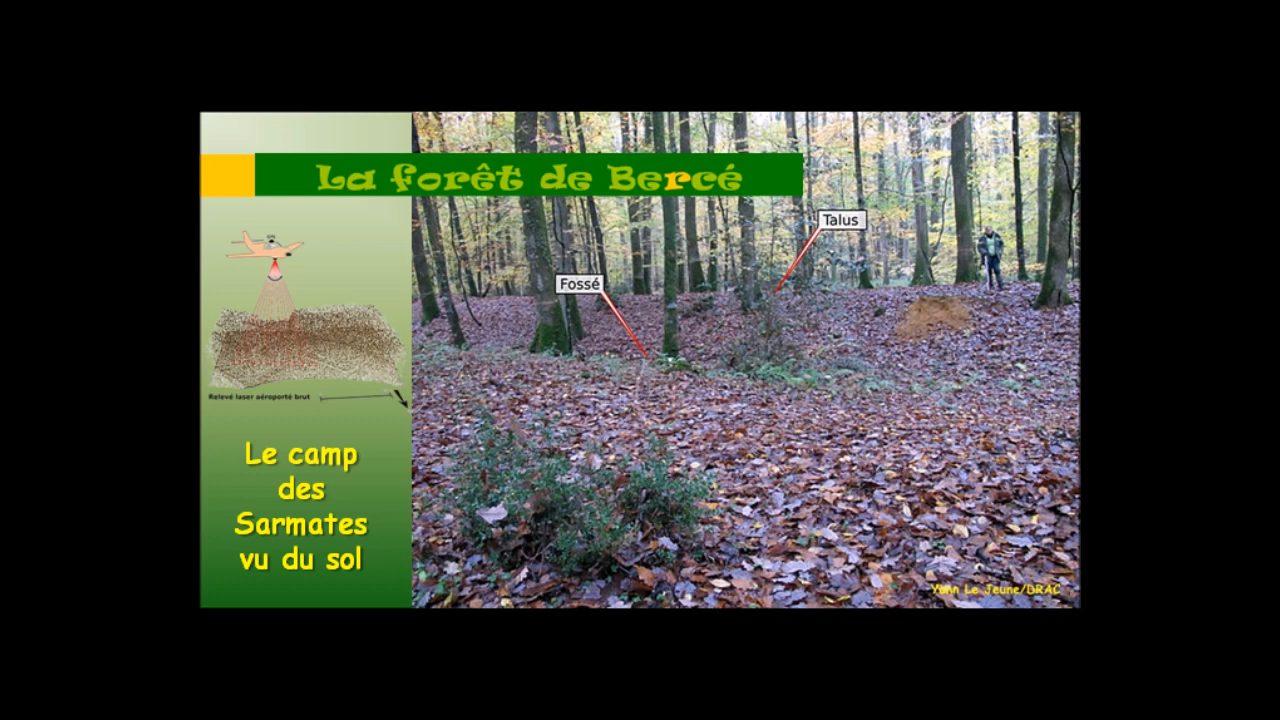 La forêt de Bercé
Talus
Fossé
Relevé laser aéroporté brut
Le camp
des
Sarmates
vu du sol
Yann Le Jeune/DRAC